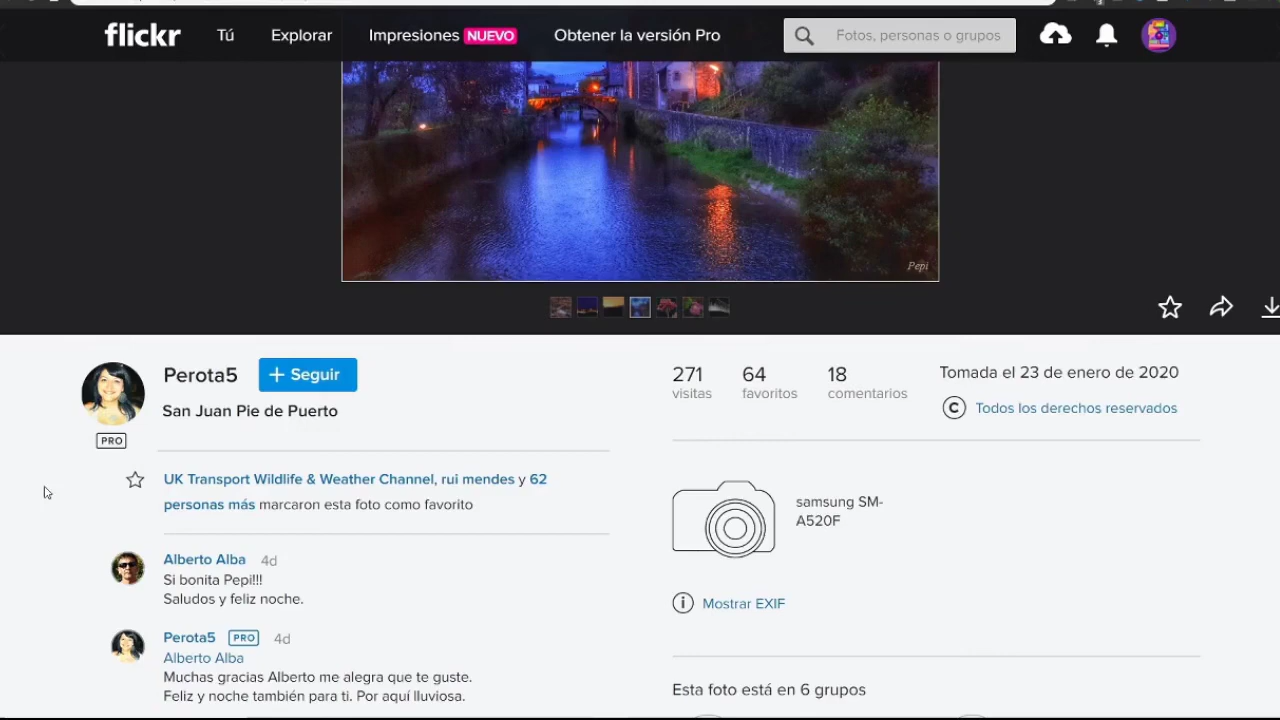 flickr Tú Explorar Impresiones NUEVO Obtener la versión Pro Fotos, personas o grupos
Pepi
Perota5 + Seguir
San Juan Pie de Puerto
PRO
UK Transport Wildlife & Weather Channel, rui mendes y 62
personas más marcaron esta foto como favorito
Alberto Alba 4d
Si bonita Pepi!!!
Saludos y feliz noche.
Perota5 PRO 4d
Alberto Alba
Muchas gracias Alberto me alegra que te guste.
Feliz y noche también para ti. Por aquí lluviosa.
271 64 18
visitas favoritos comentarios
Tomada el 23 de enero de 2020
C Todos los derechos reservados
samsung SM-
A520F
i Mostrar EXIF
Esta foto está en 6 grupos